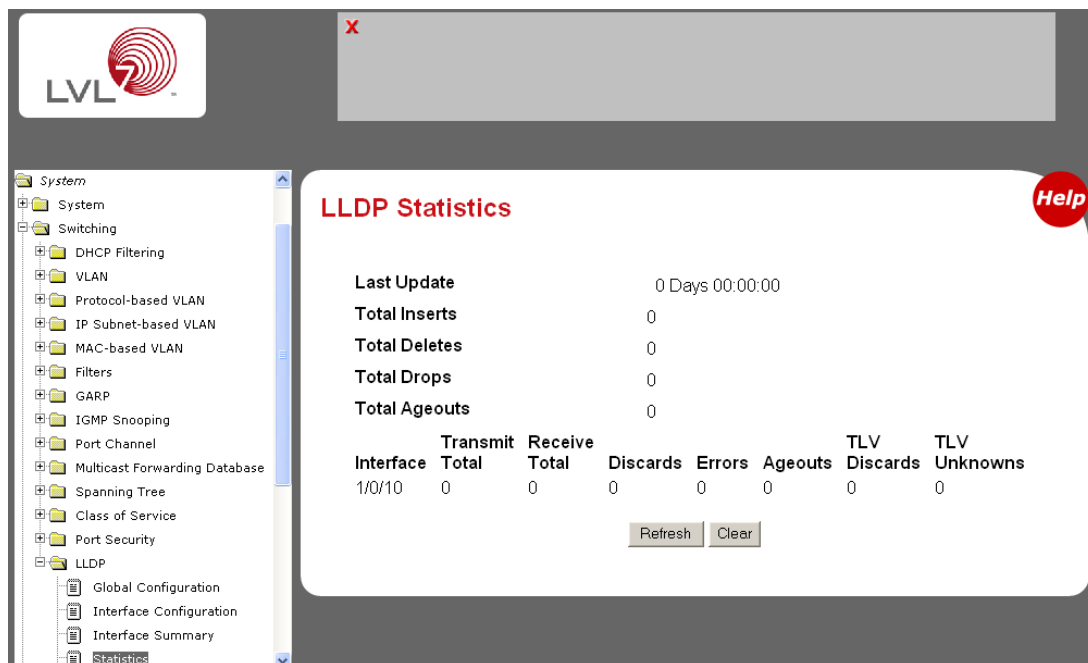 LVL 7
System
System
Switching
DHCP Filtering
VLAN
Protocol-based VLAN
IP Subnet-based VLAN
MAC-based VLAN
Filters
GARP
IGMP Snooping
Port Channel
Multicast Forwarding Database
Spanning Tree
Class of Service
Port Security
LLDP
Global Configuration
Interface Configuration
Interface Summary
Statistics
LLDP Statistics
Help
Last Update 0 Days 00:00:00
Total Inserts 0
Total Deletes 0
Total Drops 0
Total Ageouts 0
Transmit Receive TLV TLV
Interface Total Total Discards Errors Ageouts Discards Unknowns
1/0/10 0 0 0 0 0 0 0
Refresh Clear